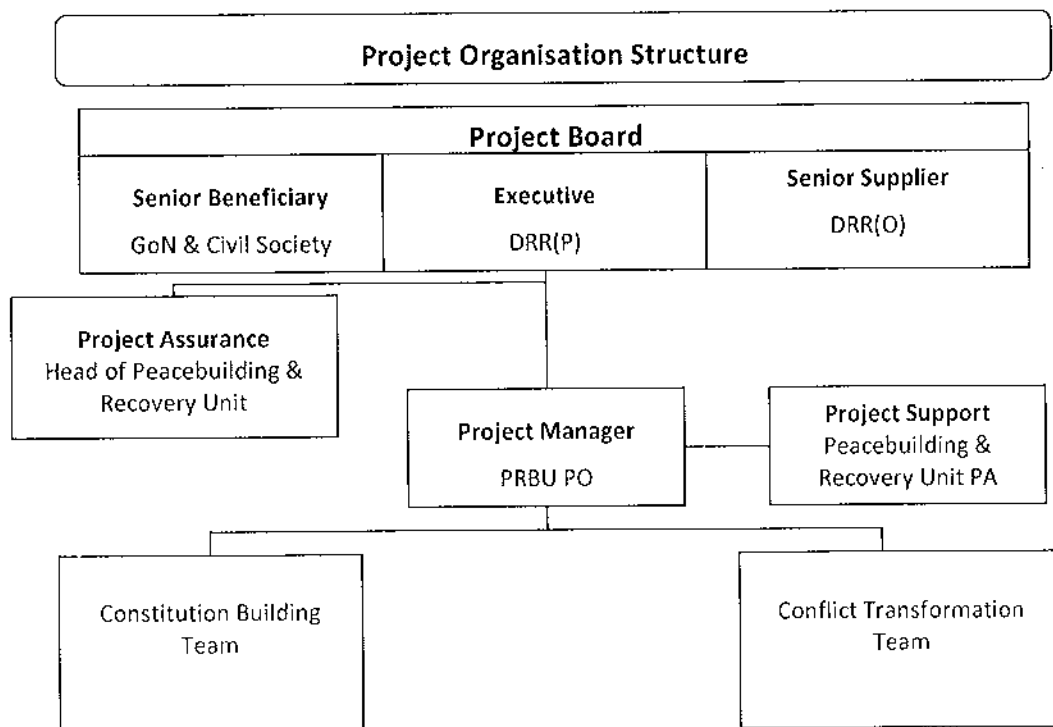 Project Organisation Structure
Project Board
Senior Beneficiary
GoN & Civil Society
Executive
DRR(P)
Senior Supplier
DRR(O)
Project Assurance
Head of Peacebuilding &
Recovery Unit
Project Manager
PRBU PO
Project Support
Peacebuilding &
Recovery Unit PA
Constitution Building
Team
Conflict Transformation
Team